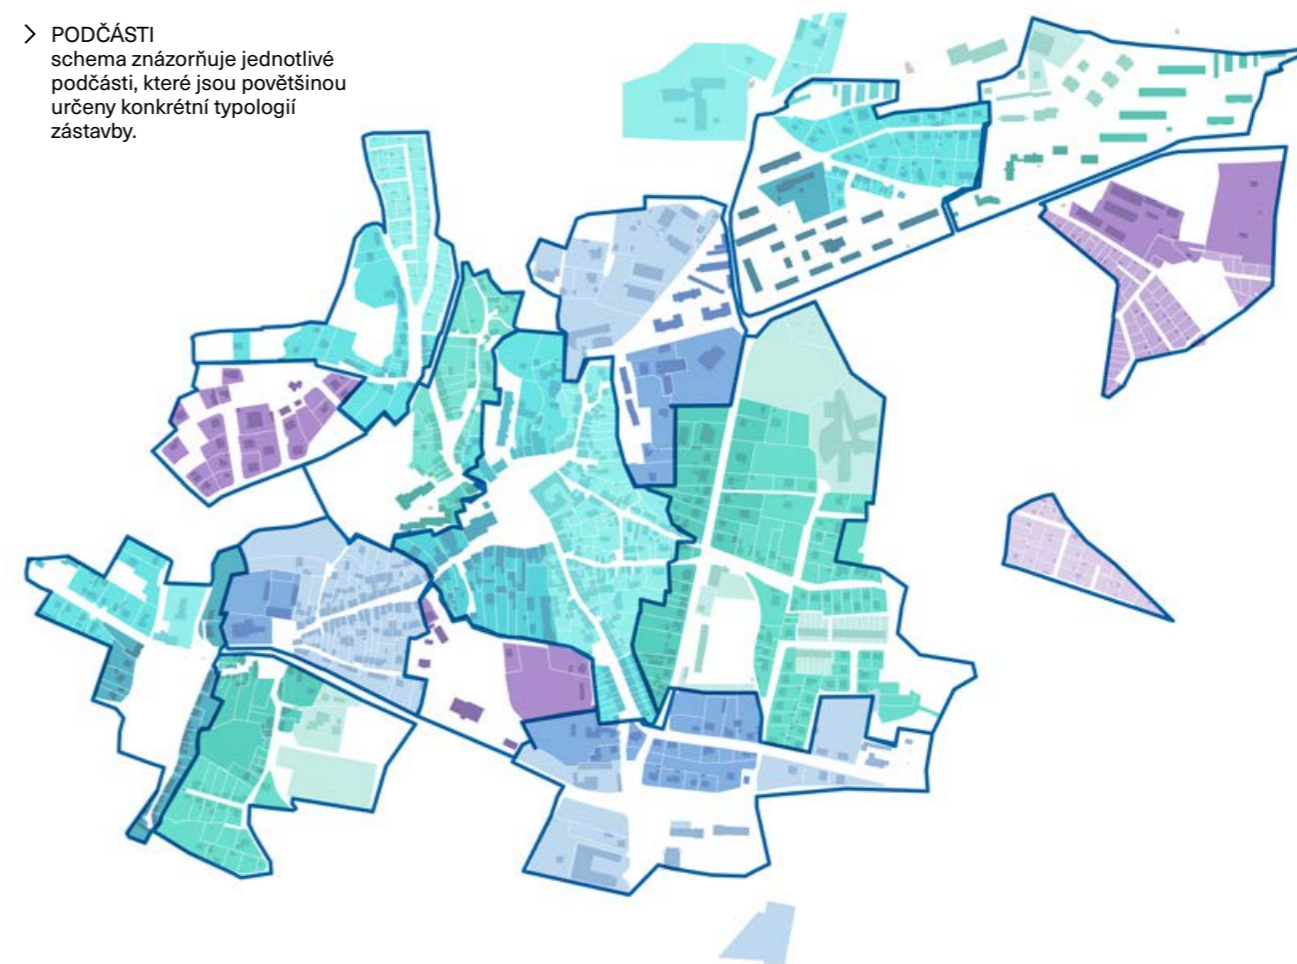 PODČÁSTI
schema znázorňuje jednotlivé
podčásti, které jsou povětšinou
určeny konkrétní typologií
zástavby.